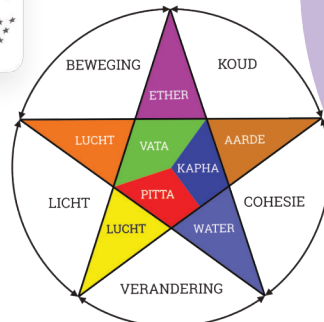 BEWEGING
KOUD
ETHER
LUCHT
VATA
AARDE
KAPHA
PITTA
LICHT
COHESIE
LUCHT
WATER
VERANDERING